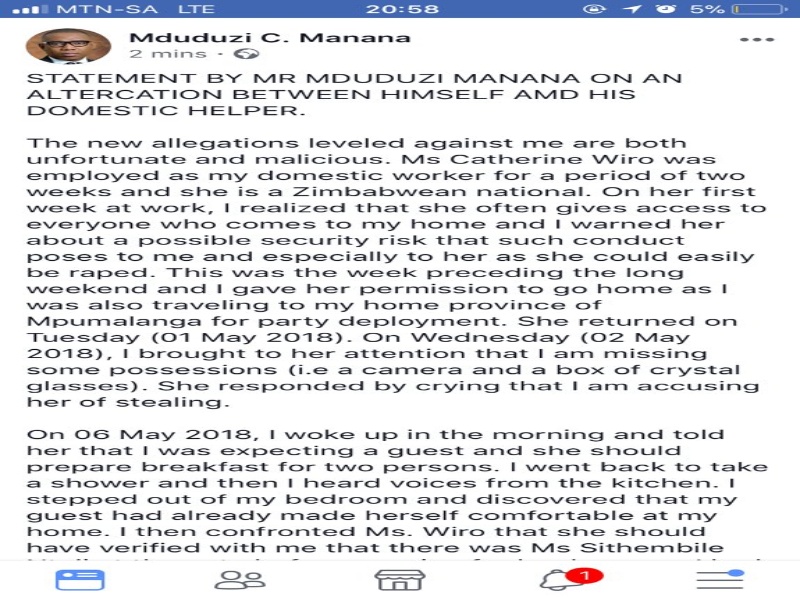 MTN-SA LTE 20:58 5%
Mduduzi C. Manana
2 mins ·
STATEMENT BY MR MDUDUZI MANANA ON AN
ALTERCATION BETWEEN HIMSELF AMD HIS
DOMESTIC HELPER.
The new allegations leveled against me are both
unfortunate and malicious. Ms Catherine Wiro was
employed as my domestic worker for a period of two
weeks and she is a Zimbabwean national. On her first
week at work, I realized that she often gives access to
everyone who comes to my home and I warned her
about a possible security risk that such conduct
poses to me and especially to her as she could easily
be raped. This was the week preceding the long
weekend and I gave her permission to go home as I
was also traveling to my home province of
Mpumalanga for party deployment. She returned on
Tuesday (01 May 2018). On Wednesday (02 May
2018), I brought to her attention that I am missing
some possessions (i.e a camera and a box of crystal
glasses). She responded by crying that I am accusing
her of stealing.
On 06 May 2018, I woke up in the morning and told
her that I was expecting a guest and she should
prepare breakfast for two persons. I went back to take
a shower and then I heard voices from the kitchen. I
stepped out of my bedroom and discovered that my
guest had already made herself comfortable at my
home. I then confronted Ms. Wiro that she should
have verified with me that there was Ms Sithembile
1